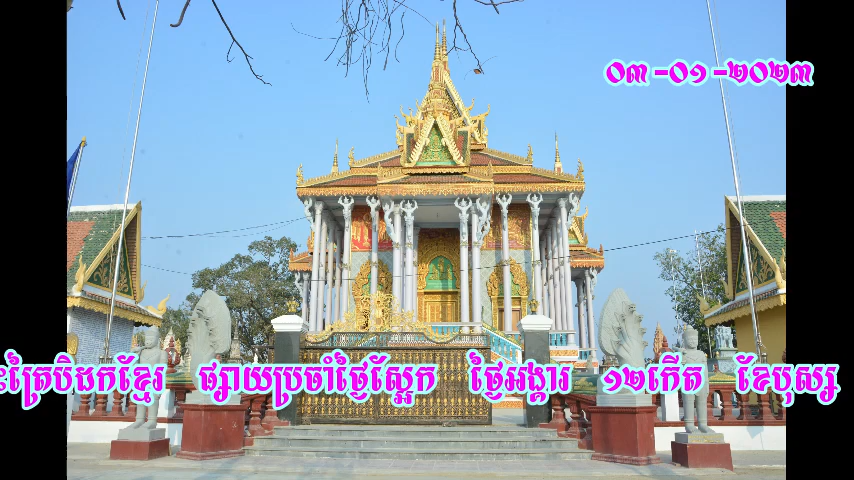 ០៣-០១-២០២៣
ត្រៃបិដកខ្មែរ ផ្សាយប្រចាំថ្ងៃស្អែក ថ្ងៃអង្គារ ១២កើត ខែបុស្ស